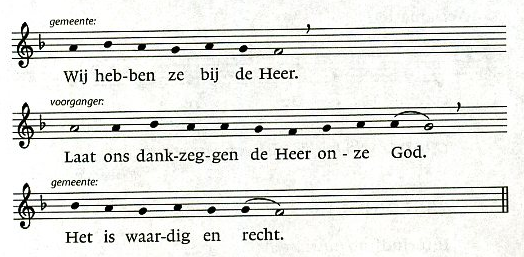 gemeente:
Wij heb-ben ze bij de Heer.
voorganger:
Laat ons dank-zeg-gen de Heer on - ze God.
gemeente:
Het is waar-dig en recht.